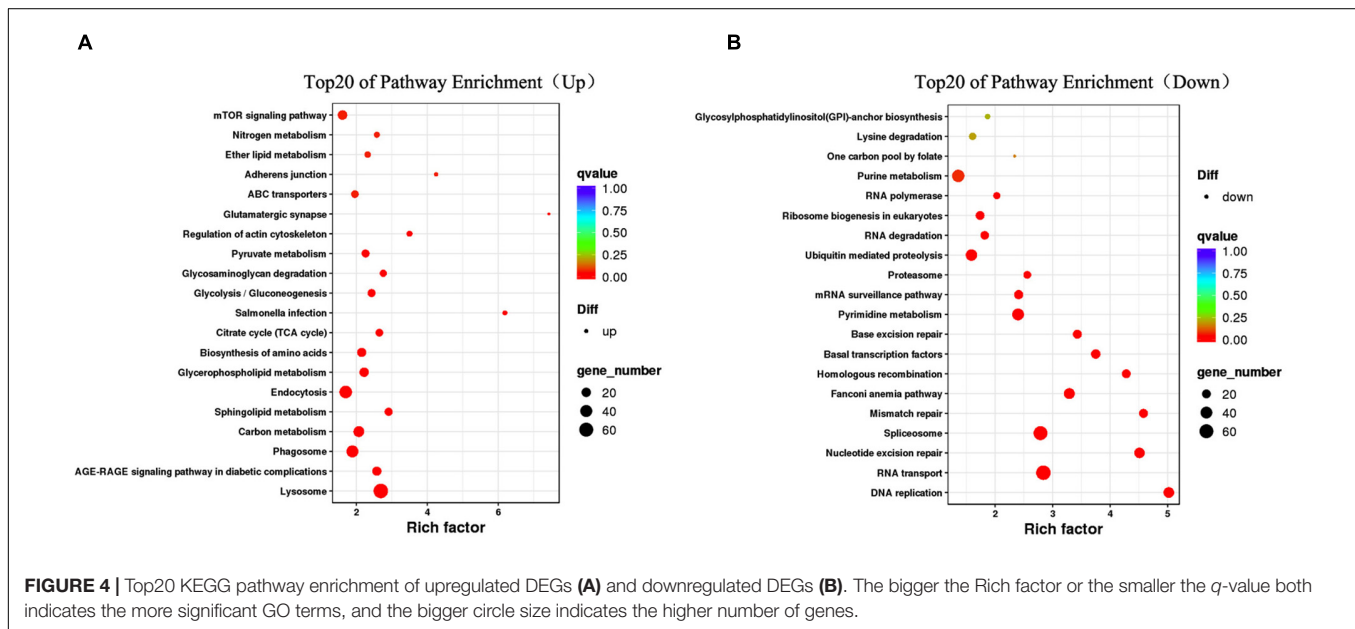 A
Top20 of Pathway Enrichment（Up）
mTOR signaling pathway
Nitrogen metabolism
Ether lipid metabolism
Adherens junction
ABC transporters
Glutamatergic synapse
Regulation of actin cytoskeleton
Pyruvate metabolism
Glycosaminoglycan degradation
Glycolysis / Gluconeogenesis
Salmonella infection
Citrate cycle (TCA cycle)
Biosynthesis of amino acids
Glycerophospholipid metabolism
Endocytosis
Sphingolipid metabolism
Carbon metabolism
Phagosome
AGE-RAGE signaling pathway in diabetic complications
Lysosome
2 4 6
Rich factor
qvalue
1.00
0.75
0.50
0.25
0.00
Diff
up
gene_number
20
40
60
B
Top20 of Pathway Enrichment（Down）
Glycosylphosphatidylinositol(GPI)-anchor biosynthesis
Lysine degradation
One carbon pool by folate
Purine metabolism
RNA polymerase
Ribosome biogenesis in eukaryotes
RNA degradation
Ubiquitin mediated proteolysis
Proteasome
mRNA surveillance pathway
Pyrimidine metabolism
Base excision repair
Basal transcription factors
Homologous recombination
Fanconi anemia pathway
Mismatch repair
Spliceosome
Nucleotide excision repair
RNA transport
DNA replication
2 3 4 5
Rich factor
Diff
down
qvalue
1.00
0.75
0.50
0.25
0.00
gene_number
20
40
60
FIGURE 4 | Top20 KEGG pathway enrichment of upregulated DEGs (A) and downregulated DEGs (B). The bigger the Rich factor or the smaller the q-value both
indicates the more significant GO terms, and the bigger circle size indicates the higher number of genes.